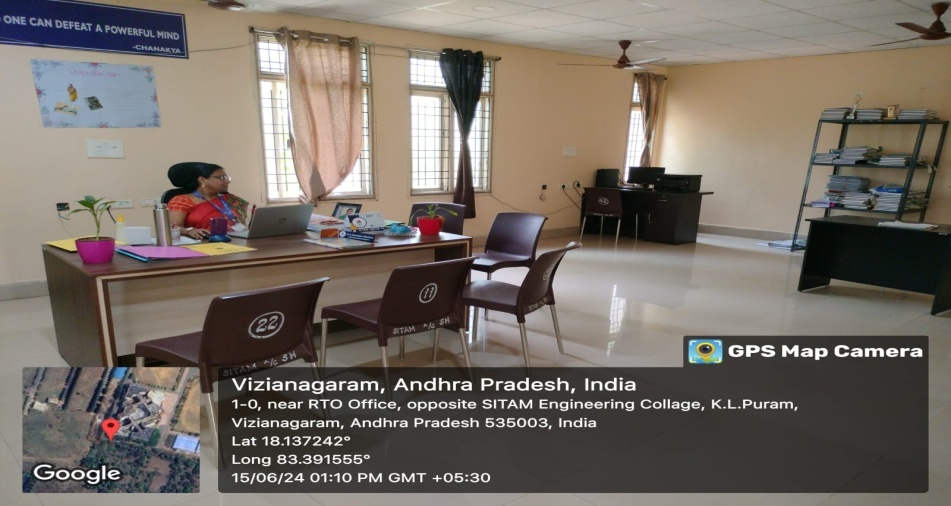 ONE CAN DEFEAT A POWERFUL MIND
-CHANAKYA
22
11
SITAM
SH
SITAM
SH
GPS Map Camera
Vizianagaram, Andhra Pradesh, India
1-0, near RTO Office, opposite SITAM Engineering Collage, K.L.Puram,
Vizianagaram, Andhra Pradesh 535003, India
Lat 18.137242°
Long 83.391555°
15/06/24 01:10 PM GMT +05:30
Google